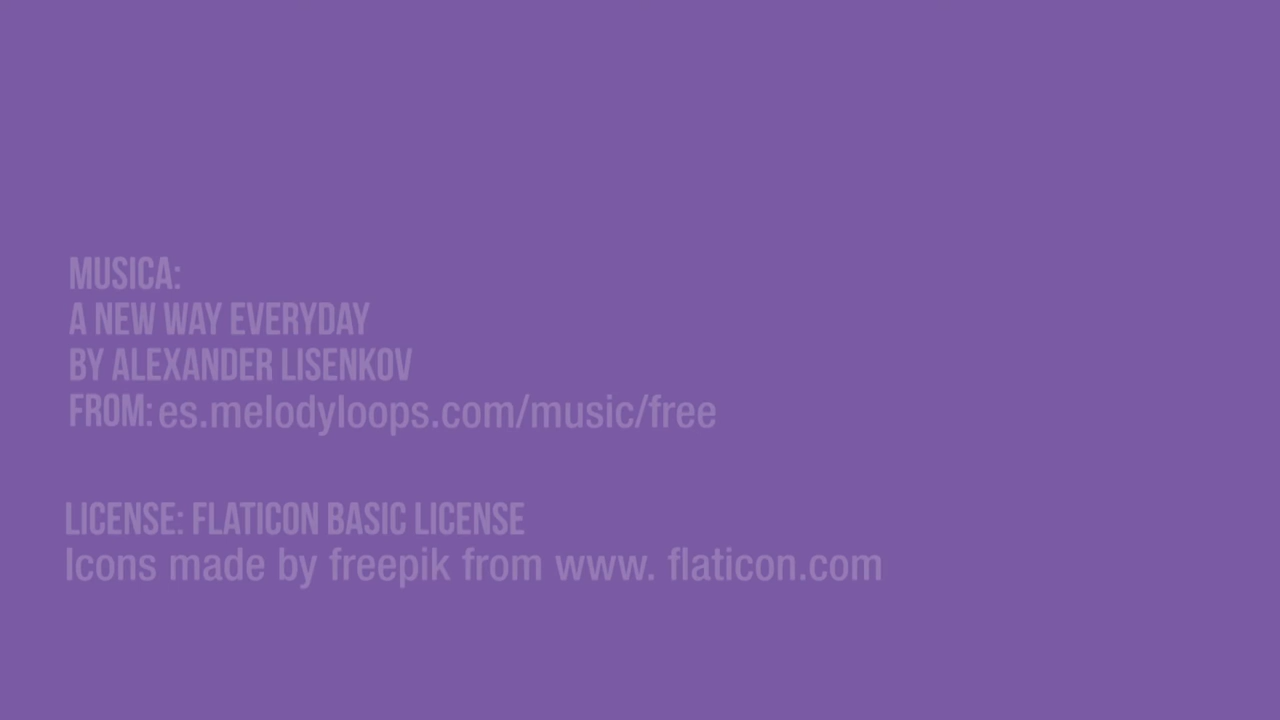 MUSICA:
A NEW WAY EVERYDAY
BY ALEXANDER LISENKOV
FROM: es.melodyloops.com/music/free
LICENSE: FLATICON BASIC LICENSE
Icons made by freepik from www. flaticon.com